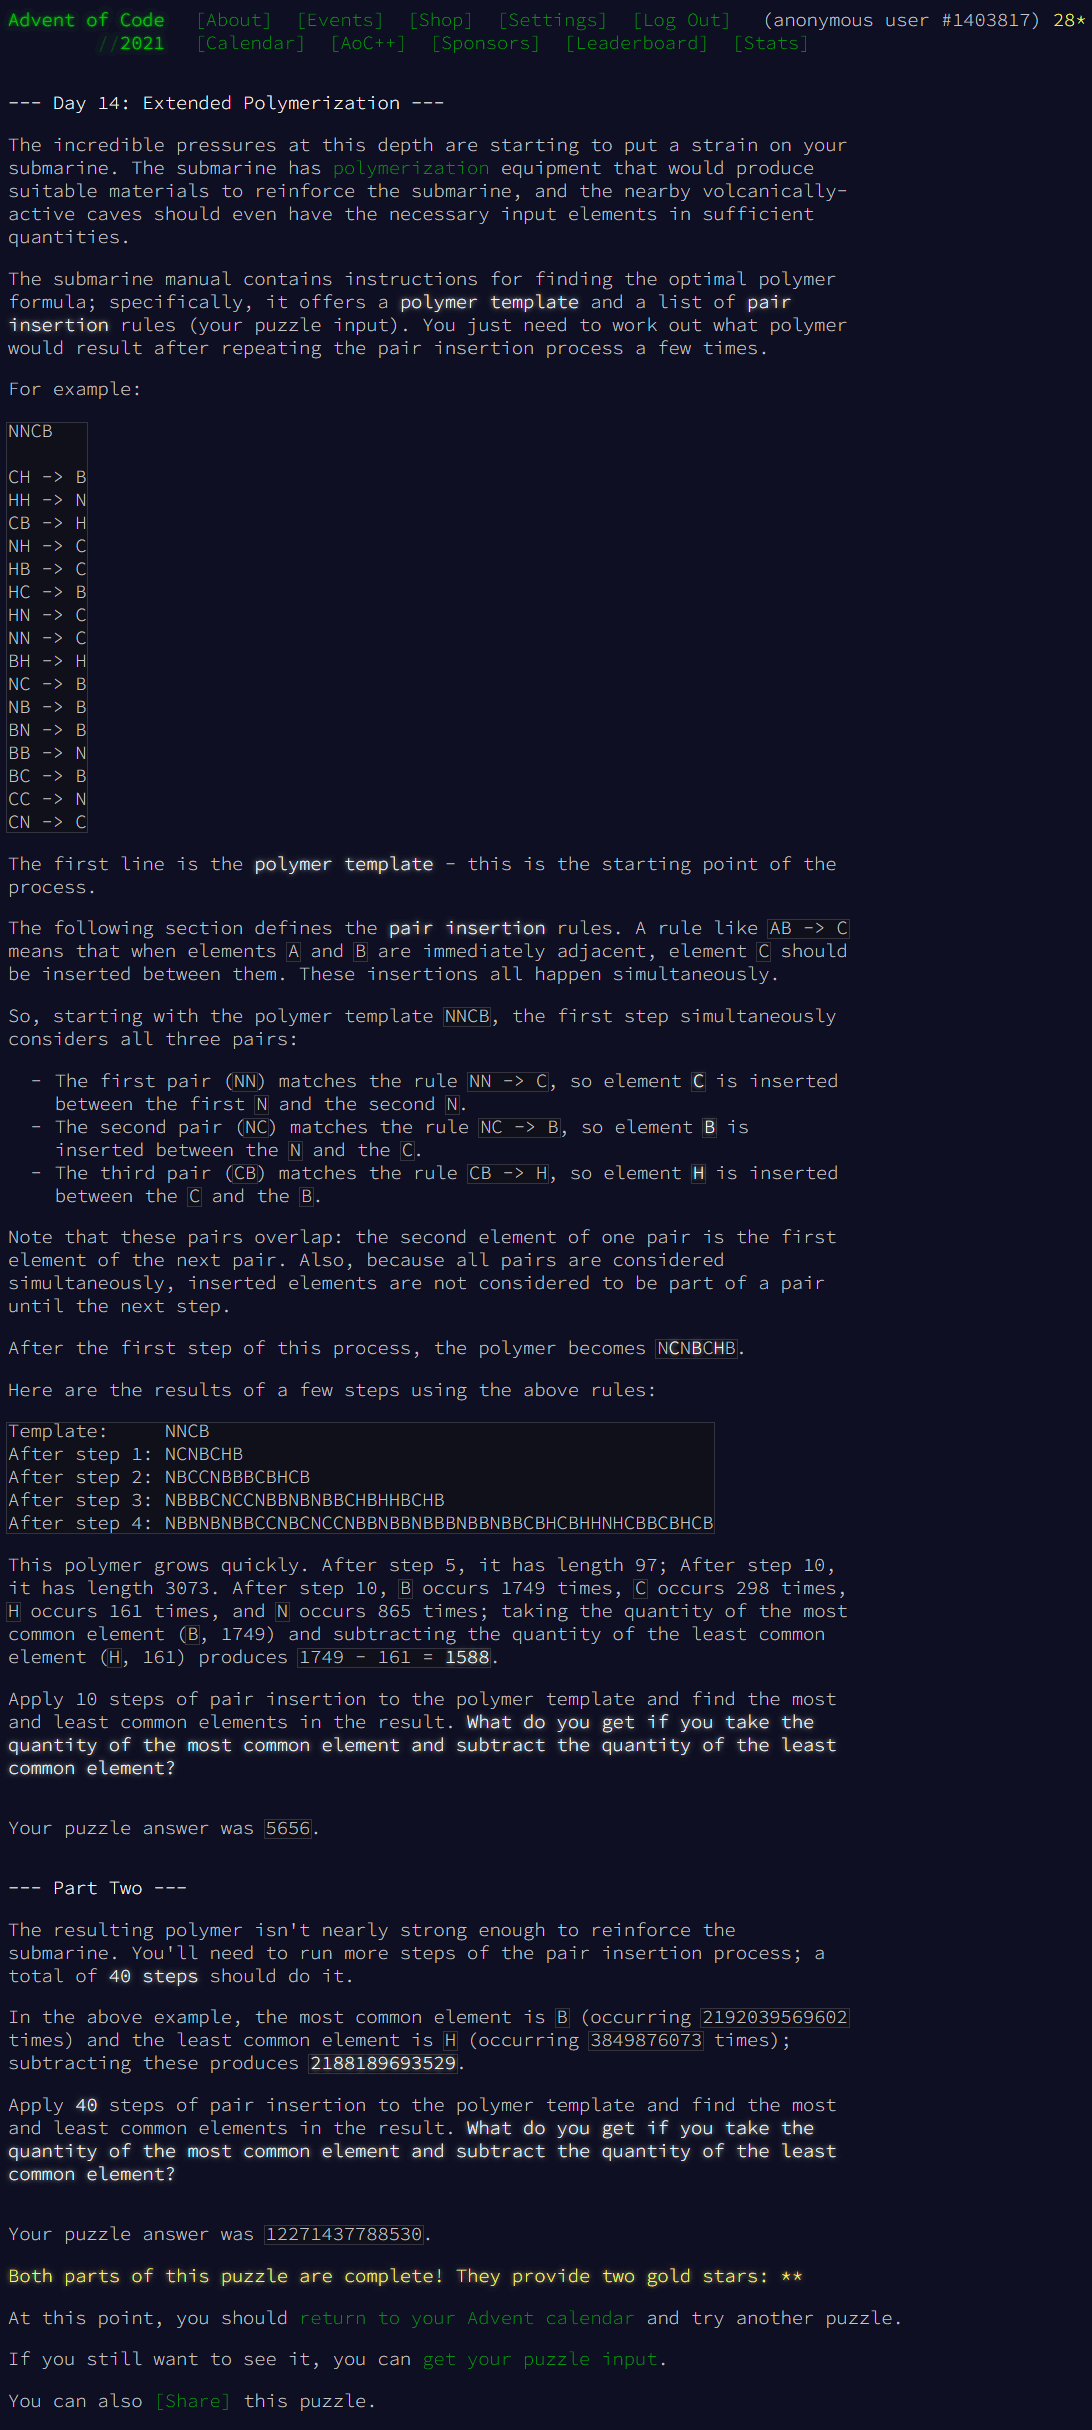 Advent of Code [About] [Events] [Shop] [Settings] [Log Out] (anonymous user #1403817) 28*
//2021 [Calendar] [AoC++] [Sponsors] [Leaderboard] [Stats]
--- Day 14: Extended Polymerization ---
The incredible pressures at this depth are starting to put a strain on your
submarine. The submarine has polymerization equipment that would produce
suitable materials to reinforce the submarine, and the nearby volcanically-
active caves should even have the necessary input elements in sufficient
quantities.
The submarine manual contains instructions for finding the optimal polymer
formula; specifically, it offers a polymer template and a list of pair
insertion rules (your puzzle input). You just need to work out what polymer
would result after repeating the pair insertion process a few times.
For example:
NNCB
CH -> B
HH -> N
CB -> H
NH -> C
HB -> C
HC -> B
HN -> C
NN -> C
BH -> H
NC -> B
NB -> B
BN -> B
BB -> N
BC -> B
CC -> N
CN -> C
The first line is the polymer template - this is the starting point of the
process.
The following section defines the pair insertion rules. A rule like AB -> C
means that when elements A and B are immediately adjacent, element C should
be inserted between them. These insertions all happen simultaneously.
So, starting with the polymer template NNCB, the first step simultaneously
considers all three pairs:
- The first pair (NN) matches the rule NN -> C, so element C is inserted
between the first N and the second N.
- The second pair (NC) matches the rule NC -> B, so element B is
inserted between the N and the C.
- The third pair (CB) matches the rule CB -> H, so element H is inserted
between the C and the B.
Note that these pairs overlap: the second element of one pair is the first
element of the next pair. Also, because all pairs are considered
simultaneously, inserted elements are not considered to be part of a pair
until the next step.
After the first step of this process, the polymer becomes NCNBCHB.
Here are the results of a few steps using the above rules:
Template: NNCB
After step 1: NCNBCHB
After step 2: NBCCNBBBCBHCB
After step 3: NBBBCNCCNBBNBNBBCHBHHBCHB
After step 4: NBBNBNBBCCNBCNCCNBBNBBNBBBNBBNBBCBHCBHHNHCBBCBHCB
This polymer grows quickly. After step 5, it has length 97; After step 10,
it has length 3073. After step 10, B occurs 1749 times, C occurs 298 times,
H occurs 161 times, and N occurs 865 times; taking the quantity of the most
common element (B, 1749) and subtracting the quantity of the least common
element (H, 161) produces 1749 - 161 = 1588.
Apply 10 steps of pair insertion to the polymer template and find the most
and least common elements in the result. What do you get if you take the
quantity of the most common element and subtract the quantity of the least
common element?
Your puzzle answer was 5656.
--- Part Two ---
The resulting polymer isn't nearly strong enough to reinforce the
submarine. You'll need to run more steps of the pair insertion process; a
total of 40 steps should do it.
In the above example, the most common element is B (occurring 2192039569602
times) and the least common element is H (occurring 3849876073 times);
subtracting these produces 2188189693529.
Apply 40 steps of pair insertion to the polymer template and find the most
and least common elements in the result. What do you get if you take the
quantity of the most common element and subtract the quantity of the least
common element?
Your puzzle answer was 12271437788530.
Both parts of this puzzle are complete! They provide two gold stars: **
At this point, you should return to your Advent calendar and try another puzzle.
If you still want to see it, you can get your puzzle input.
You can also [Share] this puzzle.